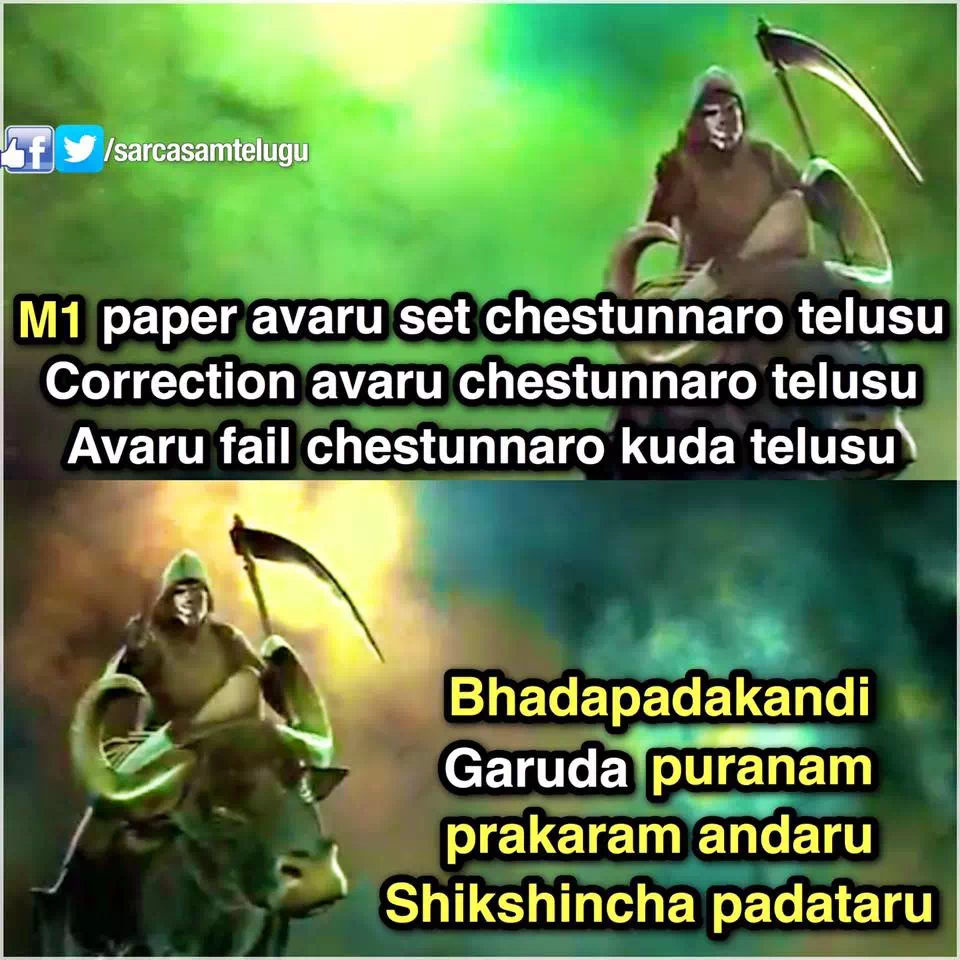 /sarcasamtelugu
M1 paper avaru set chestunnaro telusu
Correction avaru chestunnaro telusu
Avaru fail chestunnaro kuda telusu
Bhadapadakandi
Garuda puranam
prakaram andaru
Shikshincha padataru